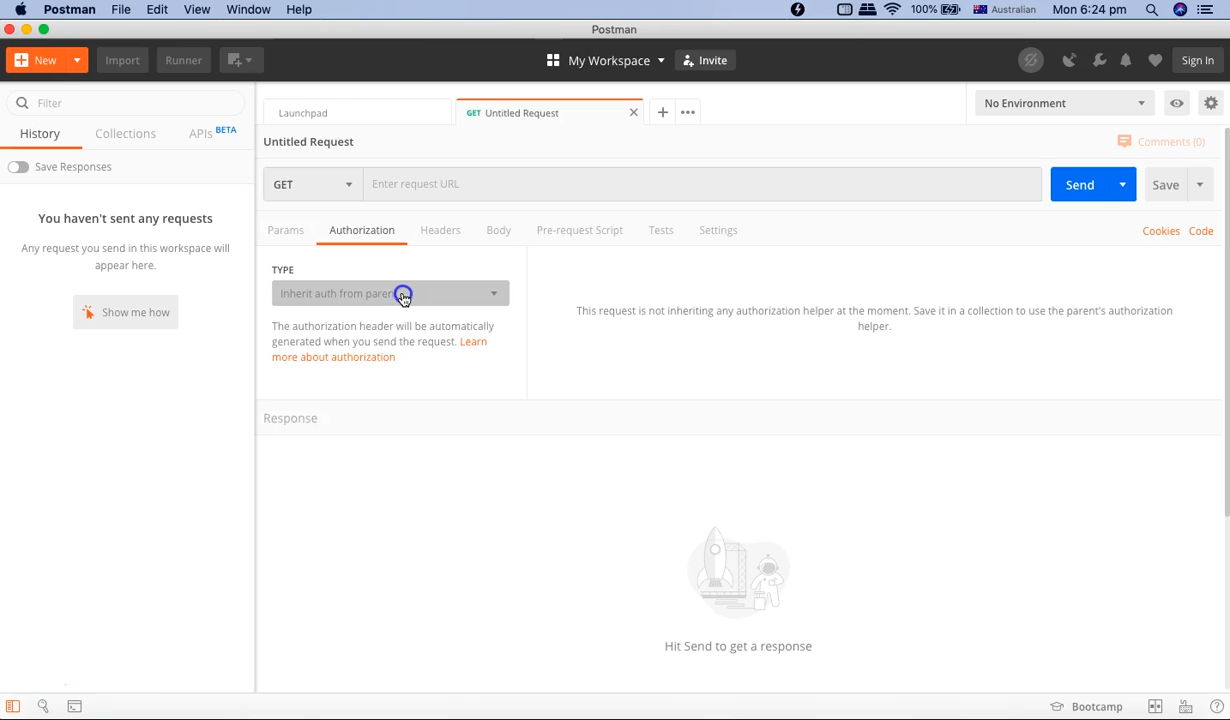 Postman File Edit View Window Help 100% Australian Mon 6:24 pm
Postman
New Import Runner My Workspace Invite Sign In
Filter
History Collections APIs BETA
Save Responses
You haven't sent any requests
Any request you send in this workspace will
appear here.
Show me how
Launchpad GET Untitled Request No Environment
Untitled Request Comments (0)
GET Enter request URL Send Save
Params Authorization Headers Body Pre-request Script Tests Settings Cookies Code
TYPE
Inherit auth from
The authorization header will be automatically
generated when you send the request. Learn
more about authorization
This request is not inheriting any authorization helper at the moment. Save it in a collection to use the parent's authorization
helper.
Response
Hit Send to get a response
Bootcamp